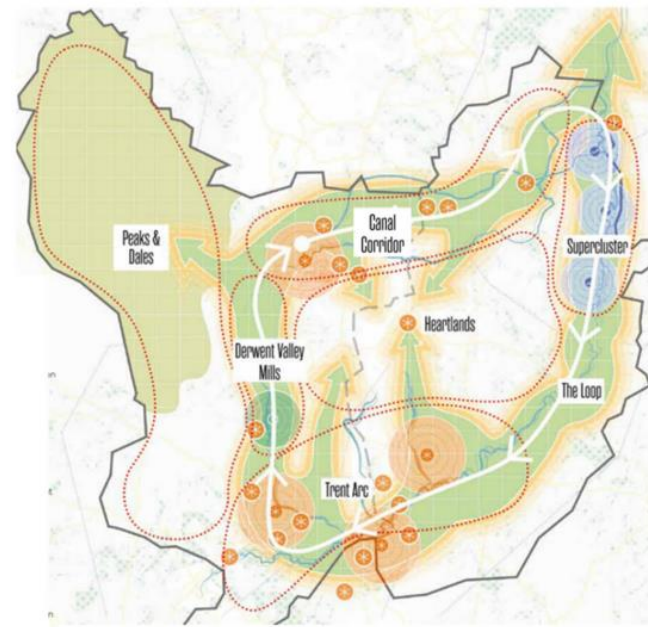 Peaks &
Dales
Canal
Corridor
Supercluster
Heartlands
Derwent Valley
Mills
The Loop
Trent Arc